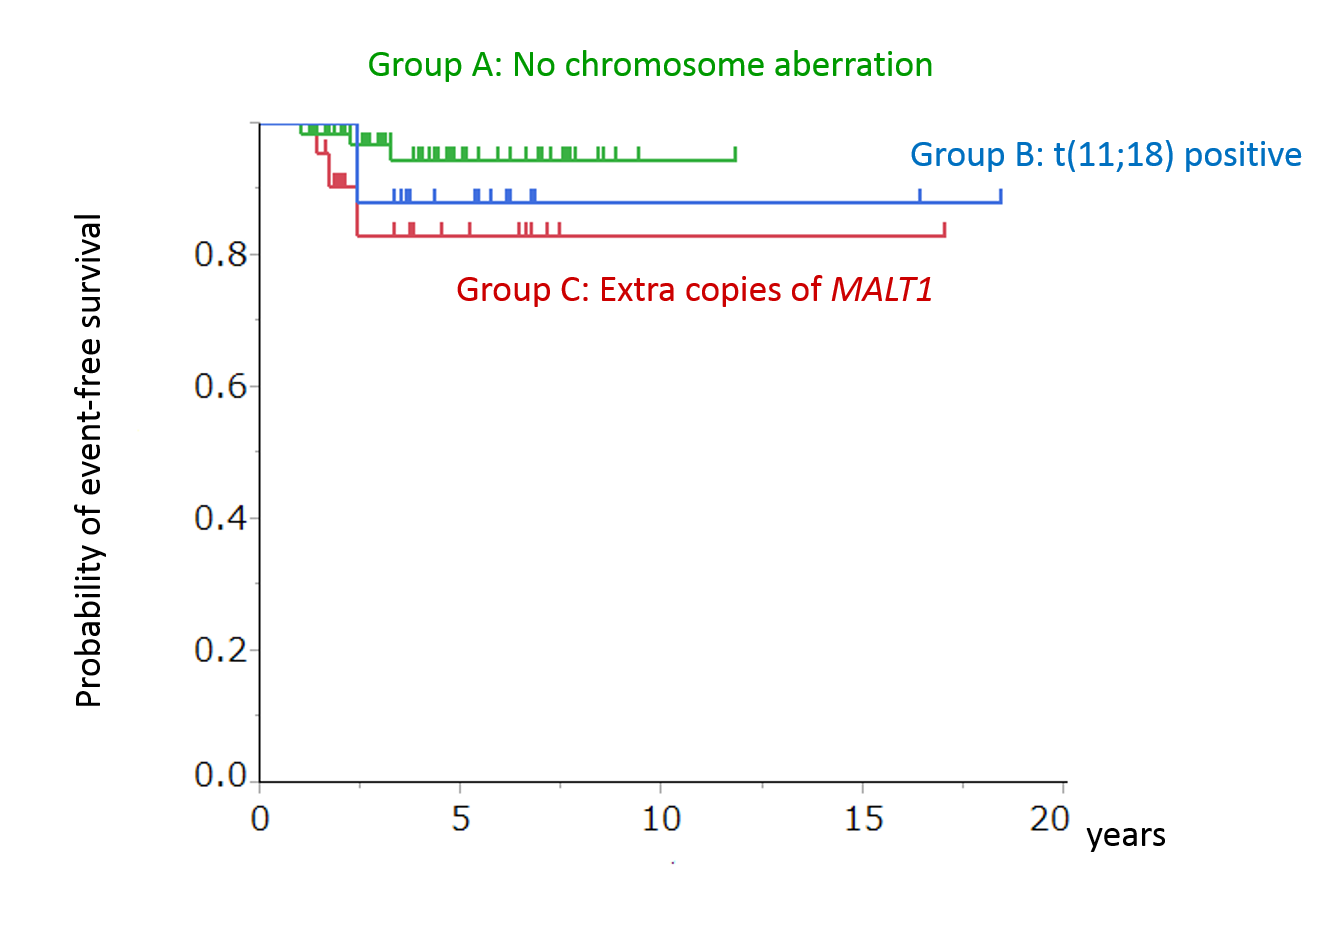 Group A: No chromosome aberration
Group B: t(11;18) positive
Group C: Extra copies of MALT1
Probability of event-free survival
0.8
0.6
0.4
0.2
0.0
0 5 10 15 20
years